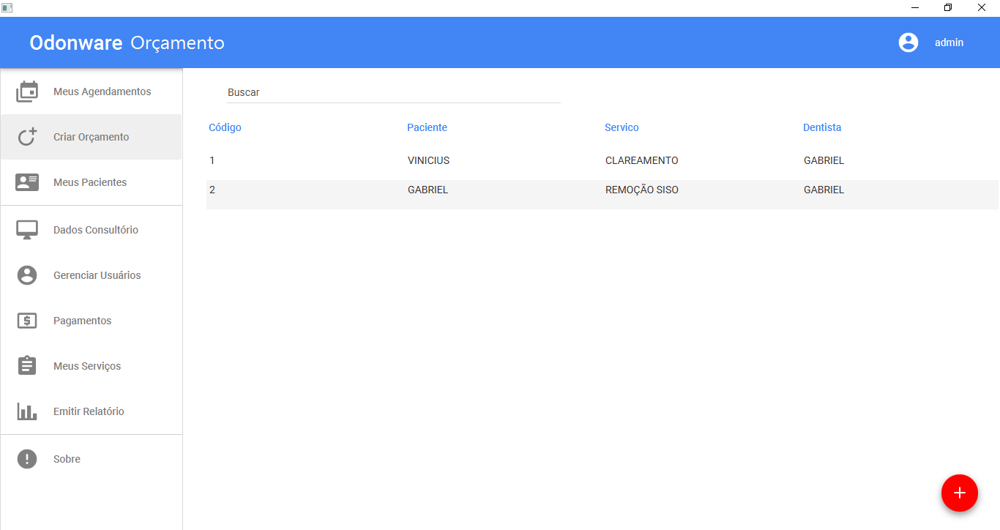 Odonware Orçamento
admin
Meus Agendamentos
Criar Orçamento
Meus Pacientes
Dados Consultório
Gerenciar Usuários
Pagamentos
Meus Serviços
Emitir Relatório
Sobre
Buscar
Código Paciente Servico Dentista
1 VINICIUS CLAREAMENTO GABRIEL
2 GABRIEL REMOÇÃO SISO GABRIEL